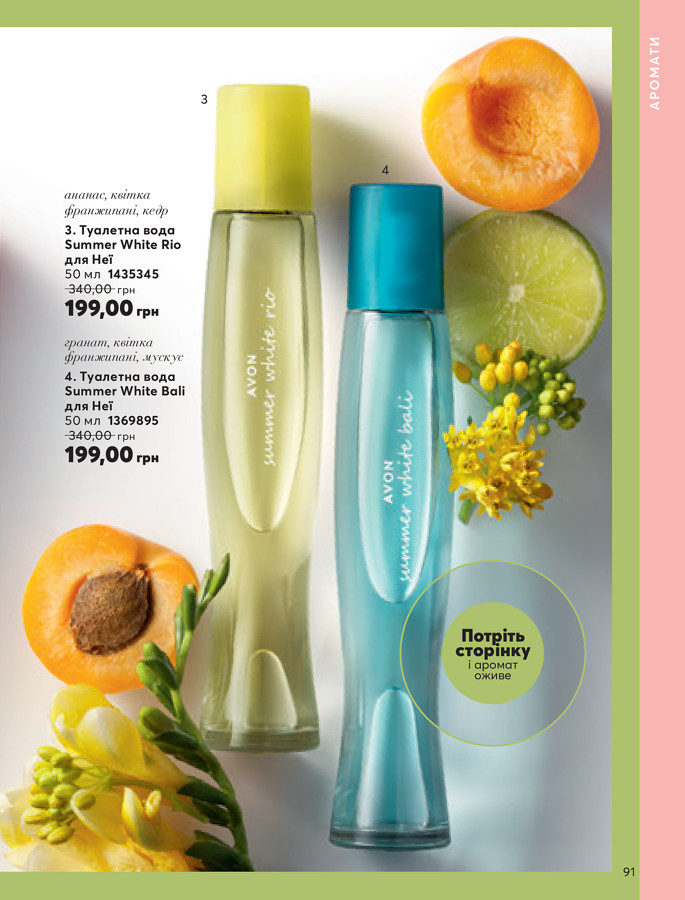 АРОМАТИ
3
4
ананас, квітка
франжипані, кедр
3. Туалетна вода
Summer White Rio
для Неї
50 мл 1435345
340,00 грн
199,00 грн
гранат, квітка
франжипані, мускус
4. Туалетна вода
Summer White Bali
для Неї
50 мл 1369895
340,00 грн
199,00 грн
AVON
summer white rio
AVON
summer white bali
Потріть
сторінку
і аромат
оживе
91